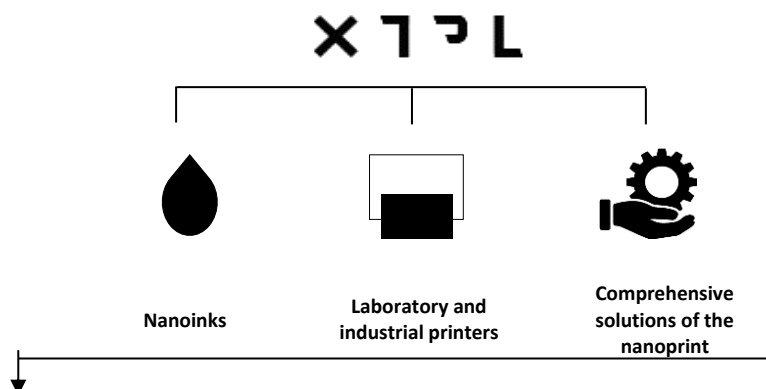 XTPL
Nanoinks
Laboratory and
industrial printers
Comprehensive
solutions of the
nanoprint